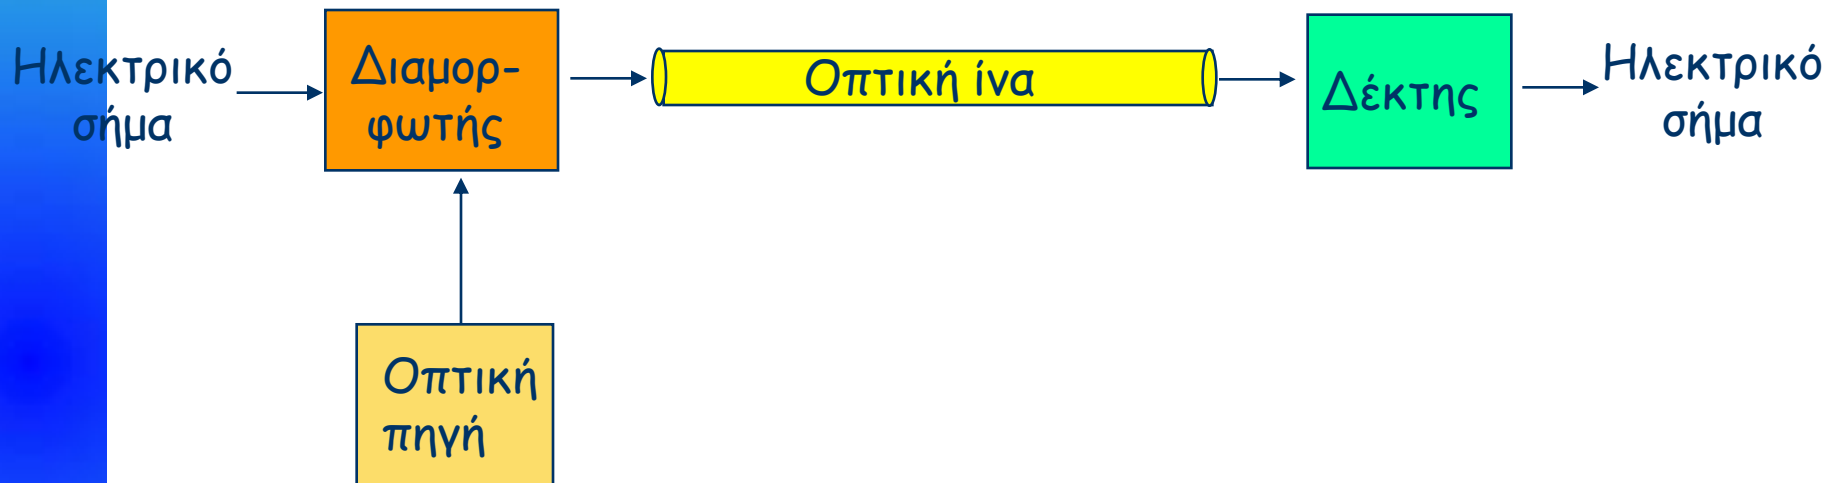 Ηλεκτρικό
σήμα
Διαμορ-
φωτής
Οπτική ίνα
Δέκτης
Ηλεκτρικό
σήμα
Οπτική
πηγή